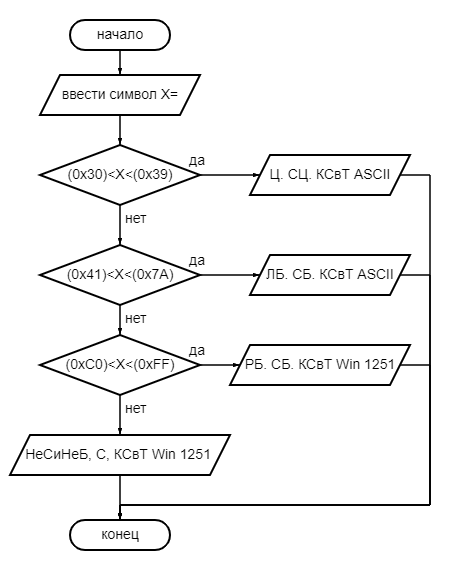 начало
ввести символ X=
(0x30)<X<(0x39)
да
Ц. СЦ. КСвТ ASCII
нет
(0x41)<X<(0x7A)
да
ЛБ. СБ. КСвТ ASCII
нет
(0xC0)<X<(0xFF)
да
РБ. СБ. КСвТ Win 1251
нет
НеСиНеБ, С, КСвТ Win 1251
конец